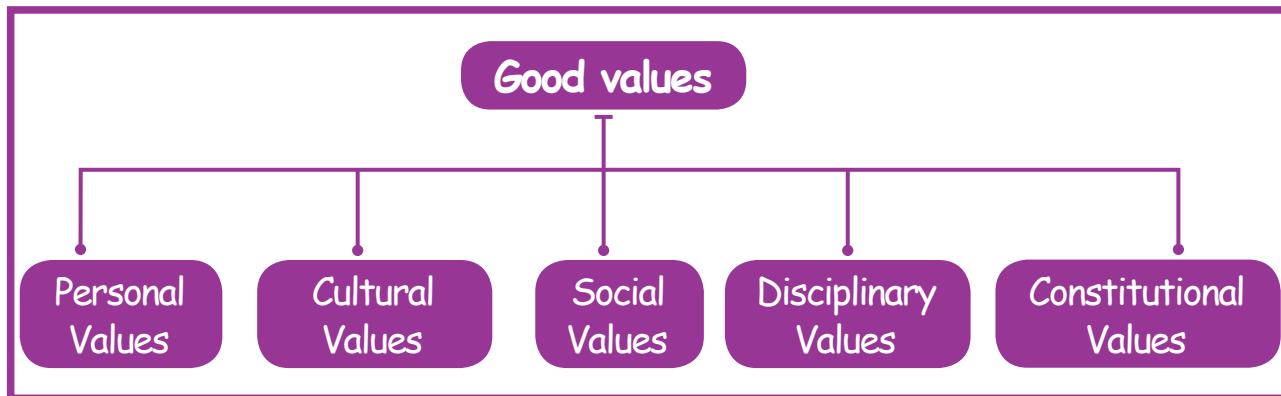 Good values
Personal
Values
Cultural
Values
Social
Values
Disciplinary
Values
Constitutional
Values